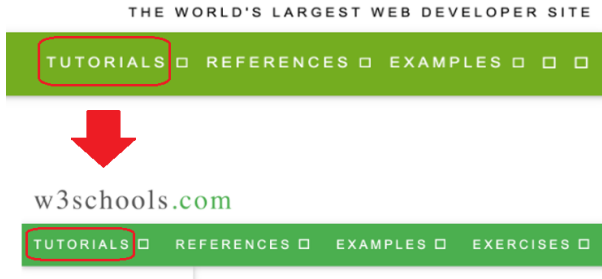 THE WORLD'S LARGEST WEB DEVELOPER SITE
TUTORIALS □ REFERENCES □ EXAMPLES □ □ □
w3schools.com
TUTORIALS □ REFERENCES □ EXAMPLES □ EXERCISES □